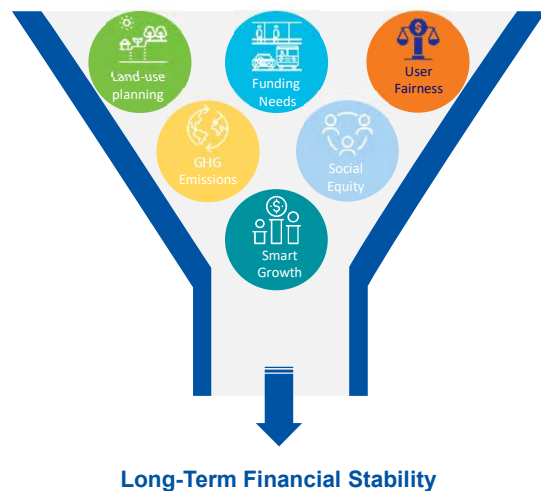 Land-use
planning
Funding
Needs
User
Fairness
GHG
Emissions
Social
Equity
$
Smart
Growth
Long-Term Financial Stability